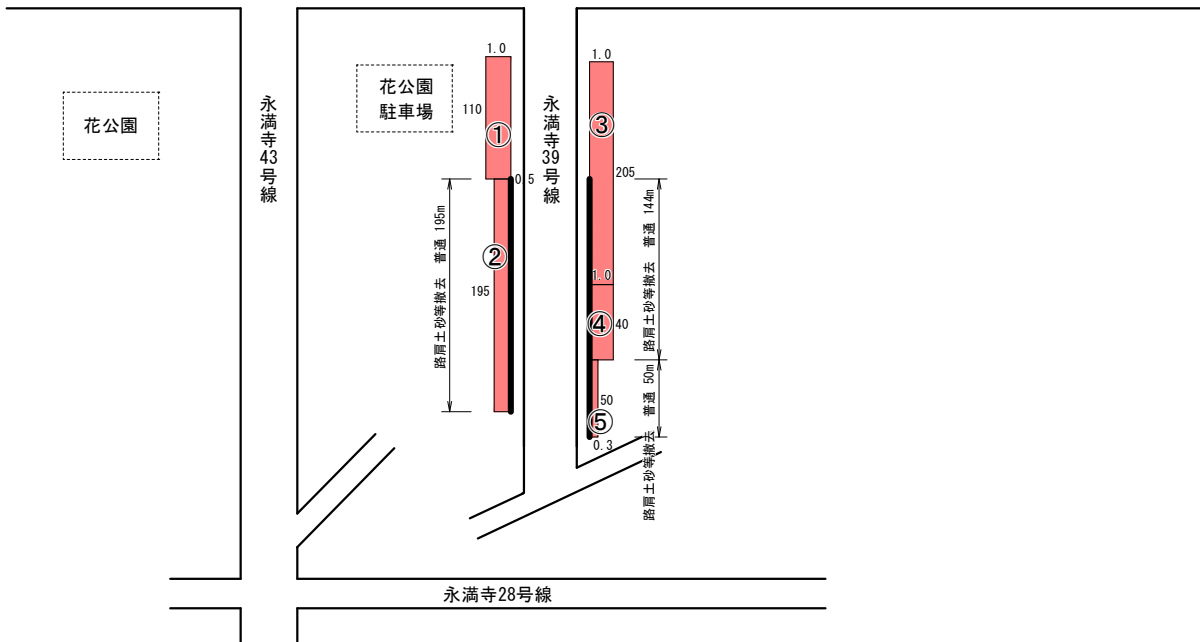 花公園
永満寺43号線
花公園
駐車場
1.0
110
①
0.5
路肩土砂等撤去 普通 195m
②
195
永満寺39号線
1.0
③
205
路肩土砂等撤去 普通 144m
1.0
④
40
路肩土砂等撤去 普通 50m
50
⑤
0.3
永満寺28号線